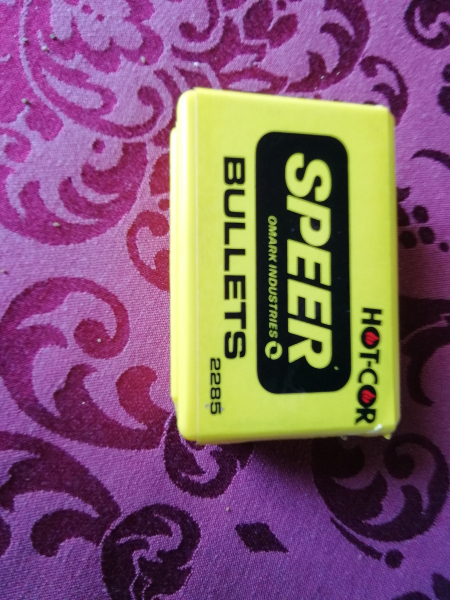 HOT-COR
SPEER
OMARK INDUSTRIES
BULLETS
2285